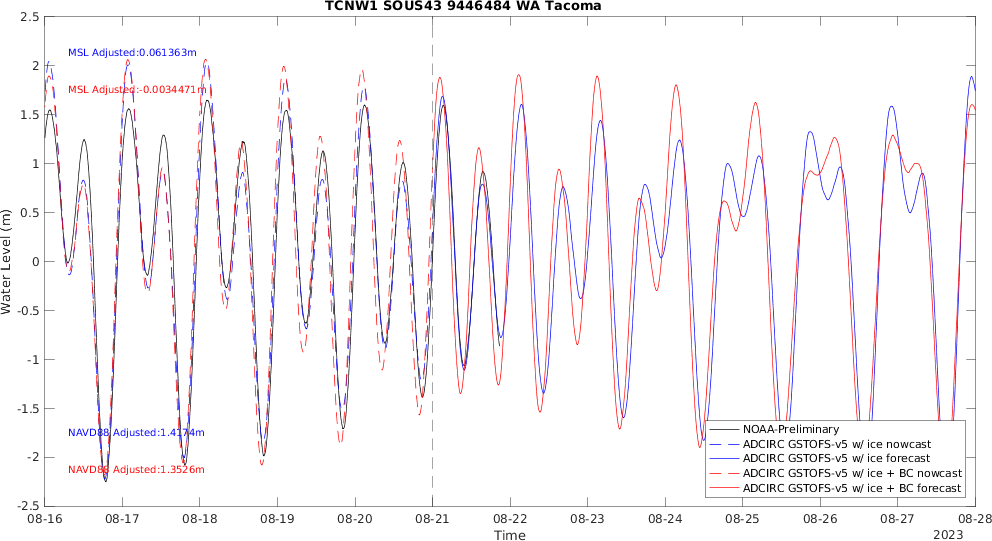 TCNW1 SOUS43 9446484 WA Tacoma
Water Level (m)
2.5
2
1.5
1
0.5
0
-0.5
-1
-1.5
-2
-2.5
MSL Adjusted:0.061363m
MSL Adjusted:-0.0034471m
NAVD88 Adjusted:1.4174m
NAVD88 Adjusted:1.3526m
NOAA-Preliminary
ADCIRC GSTOFS-v5 w/ ice nowcast
ADCIRC GSTOFS-v5 w/ ice forecast
ADCIRC GSTOFS-v5 w/ ice + BC nowcast
ADCIRC GSTOFS-v5 w/ ice + BC forecast
08-16 08-17 08-18 08-19 08-20 08-21 08-22 08-23 08-24 08-25 08-26 08-27 08-28
Time
2023